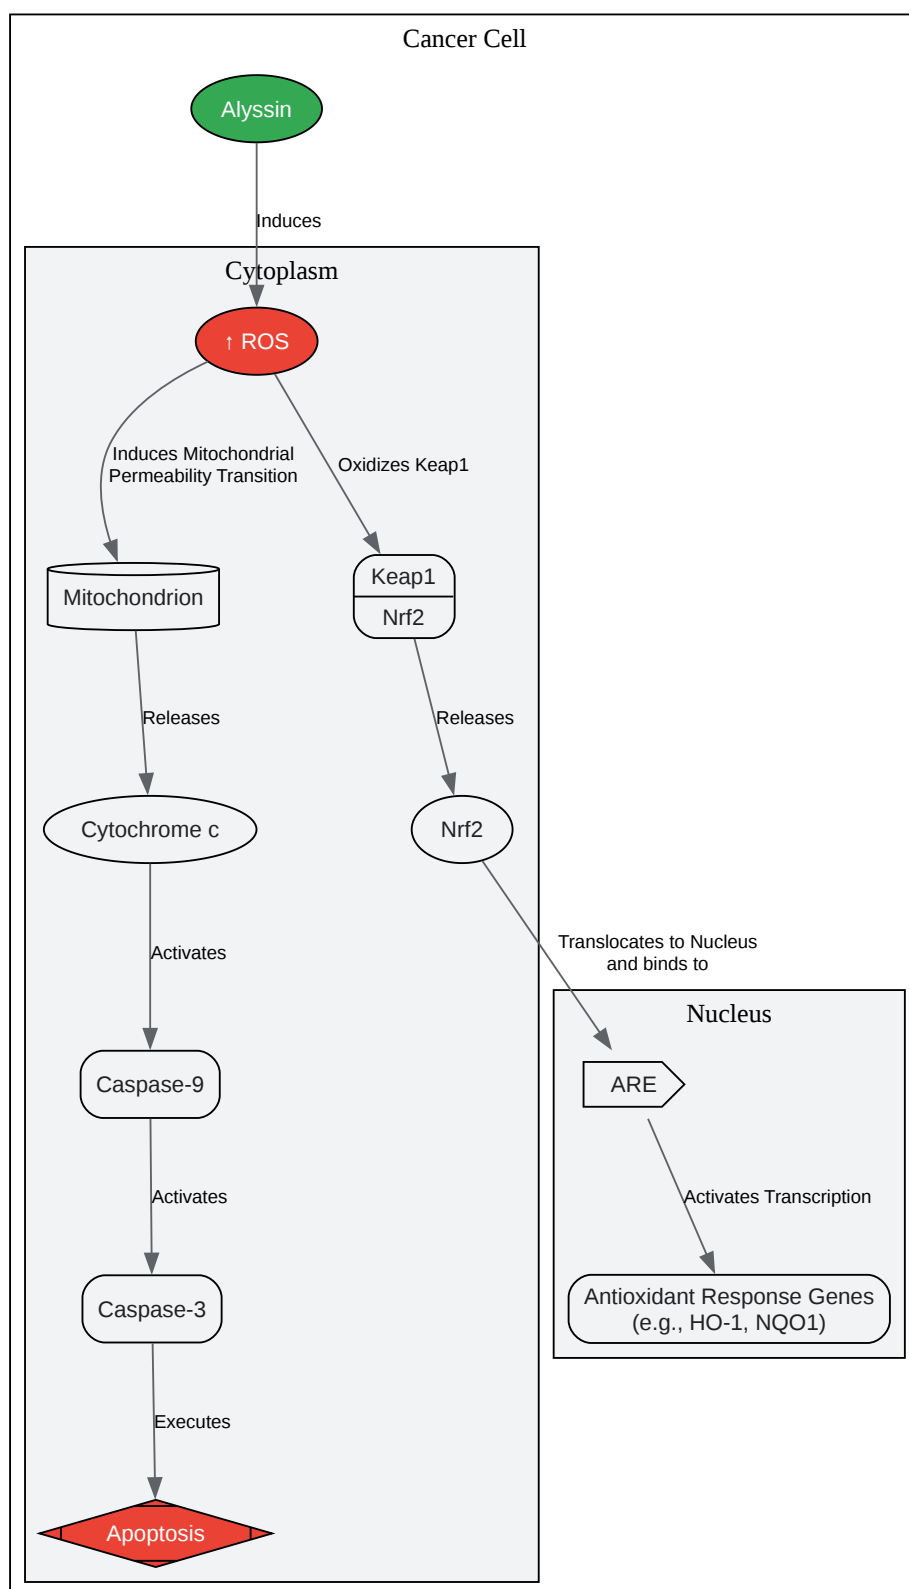 Cancer Cell
Alyssin
Induces
Cytoplasm
↑ ROS
Induces Mitochondrial
Permeability Transition
Oxidizes Keap1
Mitochondrion
Keap1
Nrf2
Releases
Releases
Cytochrome c
Nrf2
Activates
Translocates to Nucleus
and binds to
Nucleus
Caspase-9
ARE
Activates
Activates Transcription
Caspase-3
Antioxidant Response Genes
(e.g., HO-1, NQO1)
Executes
Apoptosis